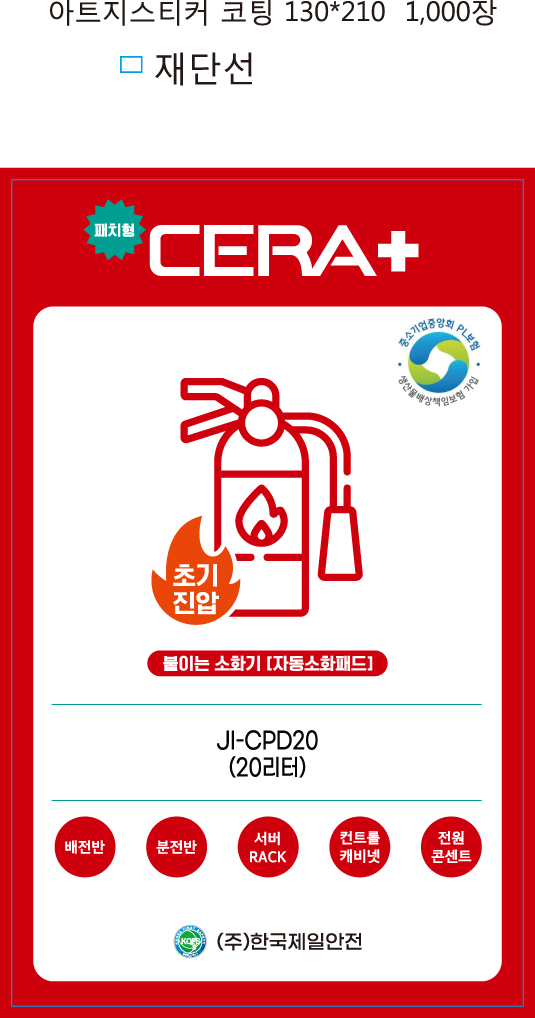 아트지스티커 코팅 130*210 1,000장
재단선
패치형
CERA+
중소기업중앙회 PL보험
생산물배상책임보험 가입
초기
진압
붙이는 소화기 [자동소화패드]
JI-CPD20
(20리터)
배전반
분전반
서버
RACK
컨트롤
캐비넷
전원
콘센트
KCFS
(주)한국제일안전